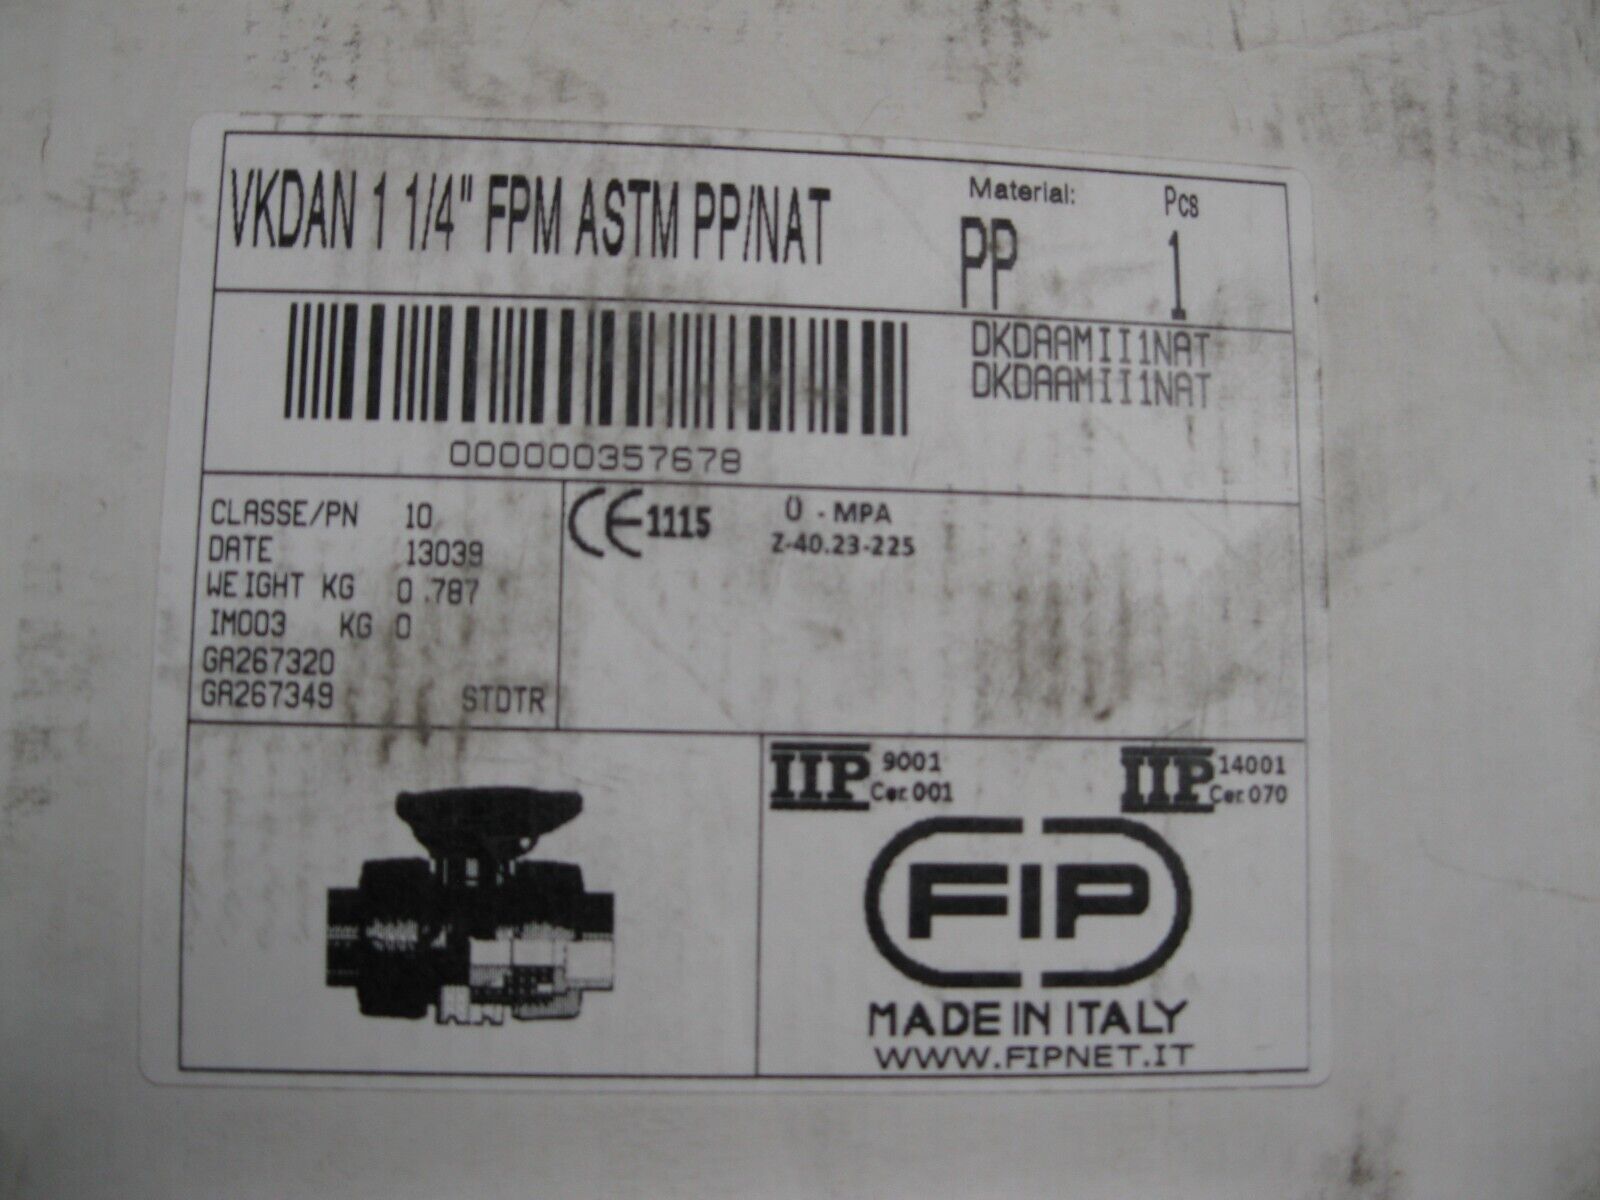 VKDAN 1 1/4" FPM ASTM PP/NAT
Material:
PP
Pcs
1
DKDAAMII1NAT
DKDAAMII1NAT
000000357678
CLASSE/PN 10
DATE 13039
WEIGHT KG 0.787
IM003 KG 0
GA267320
GA267349 STDTR
CE 1115
Ü - MPA
Z-40.23-225
IIP 9001
Cer.001
IIP 14001
Cer.070
FIP
MADE IN ITALY
WWW.FIPNET.IT